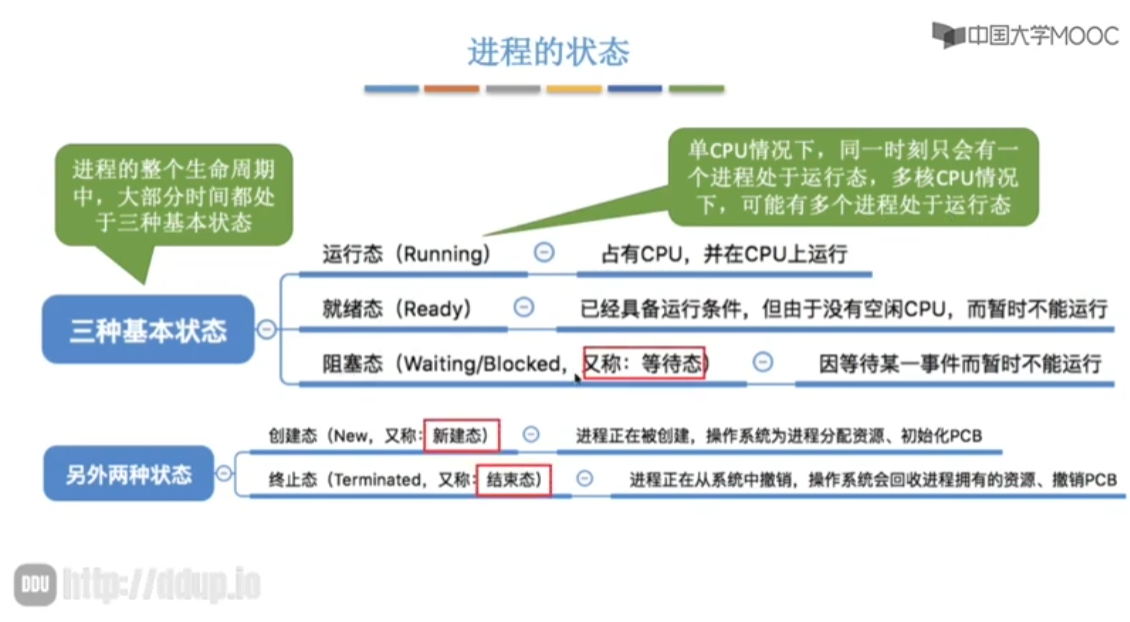 中国大学MOOC
进程的状态
进程的整个生命周期
中，大部分时间都处
于三种基本状态
单CPU情况下，同一时刻只会有一
个进程处于运行态，多核CPU情况
下，可能有多个进程处于运行态
三种基本状态
运行态（Running） 占有CPU，并在CPU上运行
就绪态（Ready） 已经具备运行条件，但由于没有空闲CPU，而暂时不能运行
阻塞态（Waiting/Blocked，又称：等待态） 因等待某一事件而暂时不能运行
另外两种状态
创建态（New，又称：新建态） 进程正在被创建，操作系统为进程分配资源、初始化PCB
终止态（Terminated，又称：结束态） 进程正在从系统中撤销，操作系统会回收进程拥有的资源、撤销PCB
DDU http://ddup.io